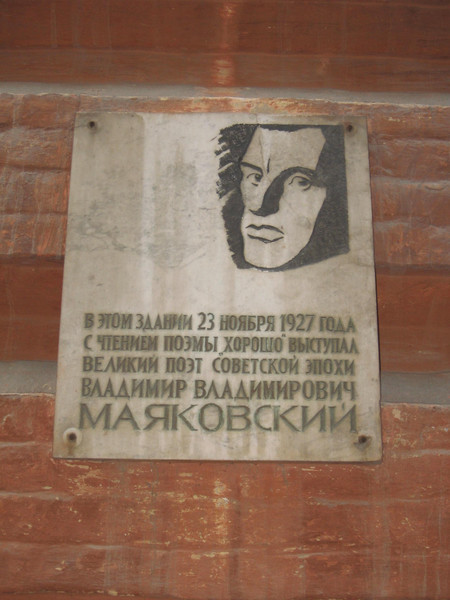 В ЭТОМ ЗДАНИИ 23 НОЯБРЯ 1927 ГОДА
С ЧТЕНИЕМ ПОЭМЫ „ХОРОШО" ВЫСТУПАЛ
ВЕЛИКИЙ ПОЭТ СОВЕТСКОЙ ЭПОХИ
ВЛАДИМИР ВЛАДИМИРОВИЧ
МАЯКОВСКИЙ